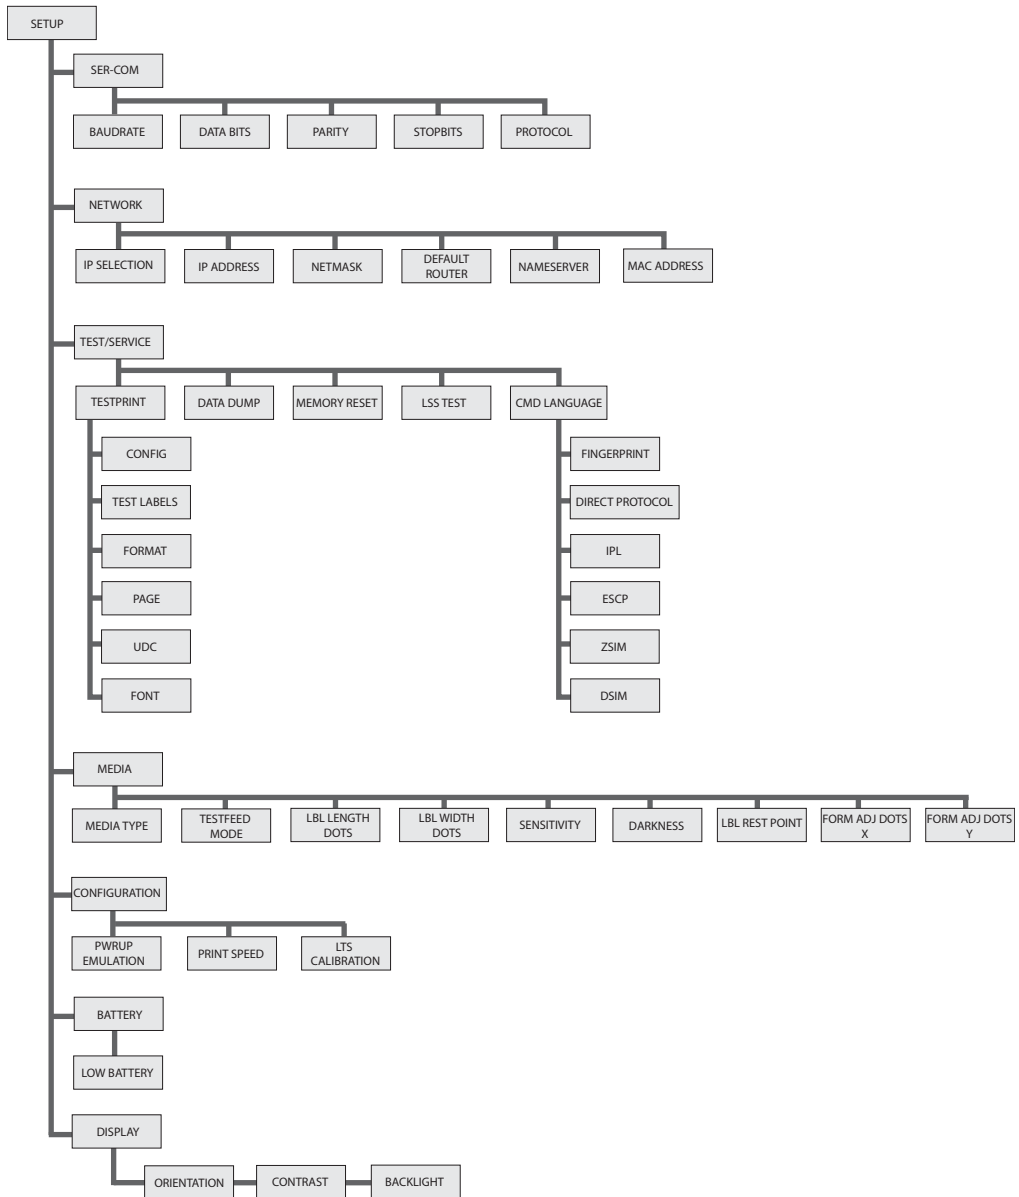 SETUP
SER-COM
BAUDRATE
DATA BITS
PARITY
STOPBITS
PROTOCOL
NETWORK
IP SELECTION
IP ADDRESS
NETMASK
DEFAULT
ROUTER
NAMESERVER
MAC ADDRESS
TEST/SERVICE
TESTPRINT
DATA DUMP
MEMORY RESET
LSS TEST
CMD LANGUAGE
CONFIG
TEST LABELS
FORMAT
PAGE
UDC
FONT
FINGERPRINT
DIRECT PROTOCOL
IPL
ESCP
ZSIM
DSIM
MEDIA
MEDIA TYPE
TESTFEED
MODE
LBL LENGTH
DOTS
LBL WIDTH
DOTS
SENSITIVITY
DARKNESS
LBL REST POINT
FORM ADJ DOTS
X
FORM ADJ DOTS
Y
CONFIGURATION
PWRUP
EMULATION
PRINT SPEED
LTS
CALIBRATION
BATTERY
LOW BATTERY
DISPLAY
ORIENTATION
CONTRAST
BACKLIGHT